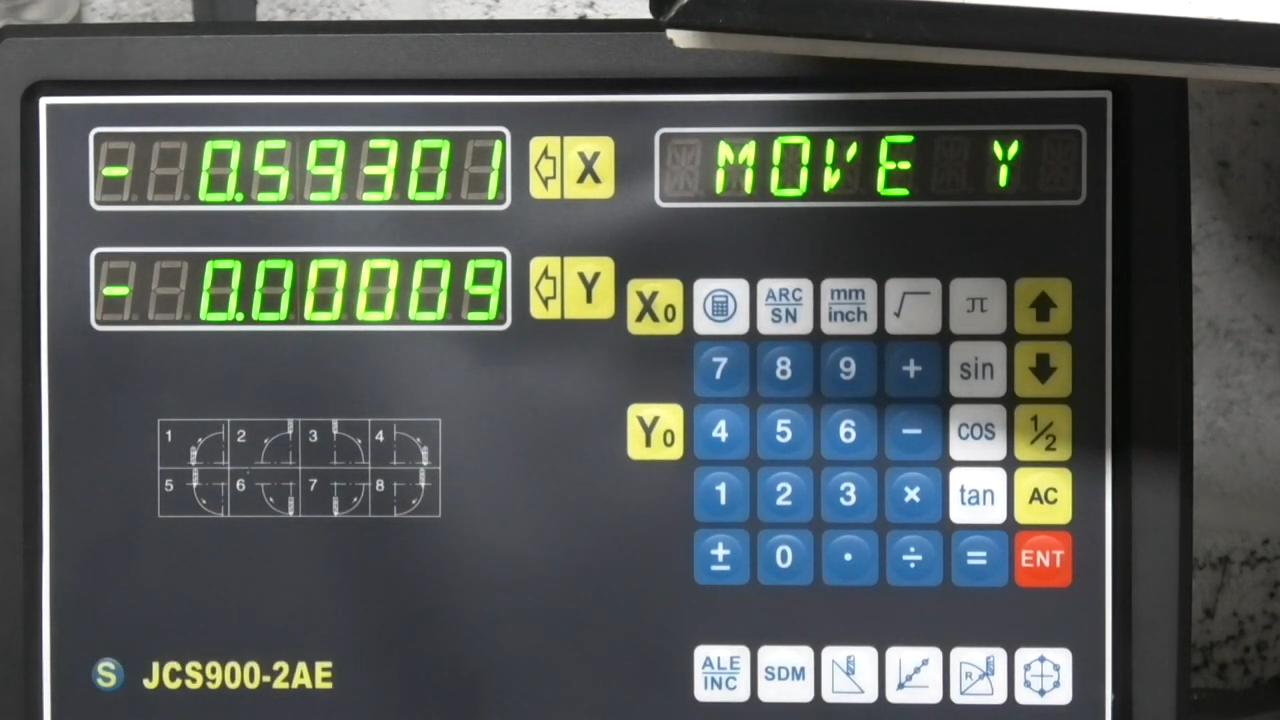 - 0.59301
X
MOVE Y
- 0.00009
Y
X0
ARC
SN
mm
inch
√
π
7 8 9 + sin
Y0
4 5 6 − cos 1/2
1 2 3 × tan AC
± 0 · ÷ = ENT
1 2 3 4
5 6 7 8
S JCS900-2AE
ALE
INC
SDM
R